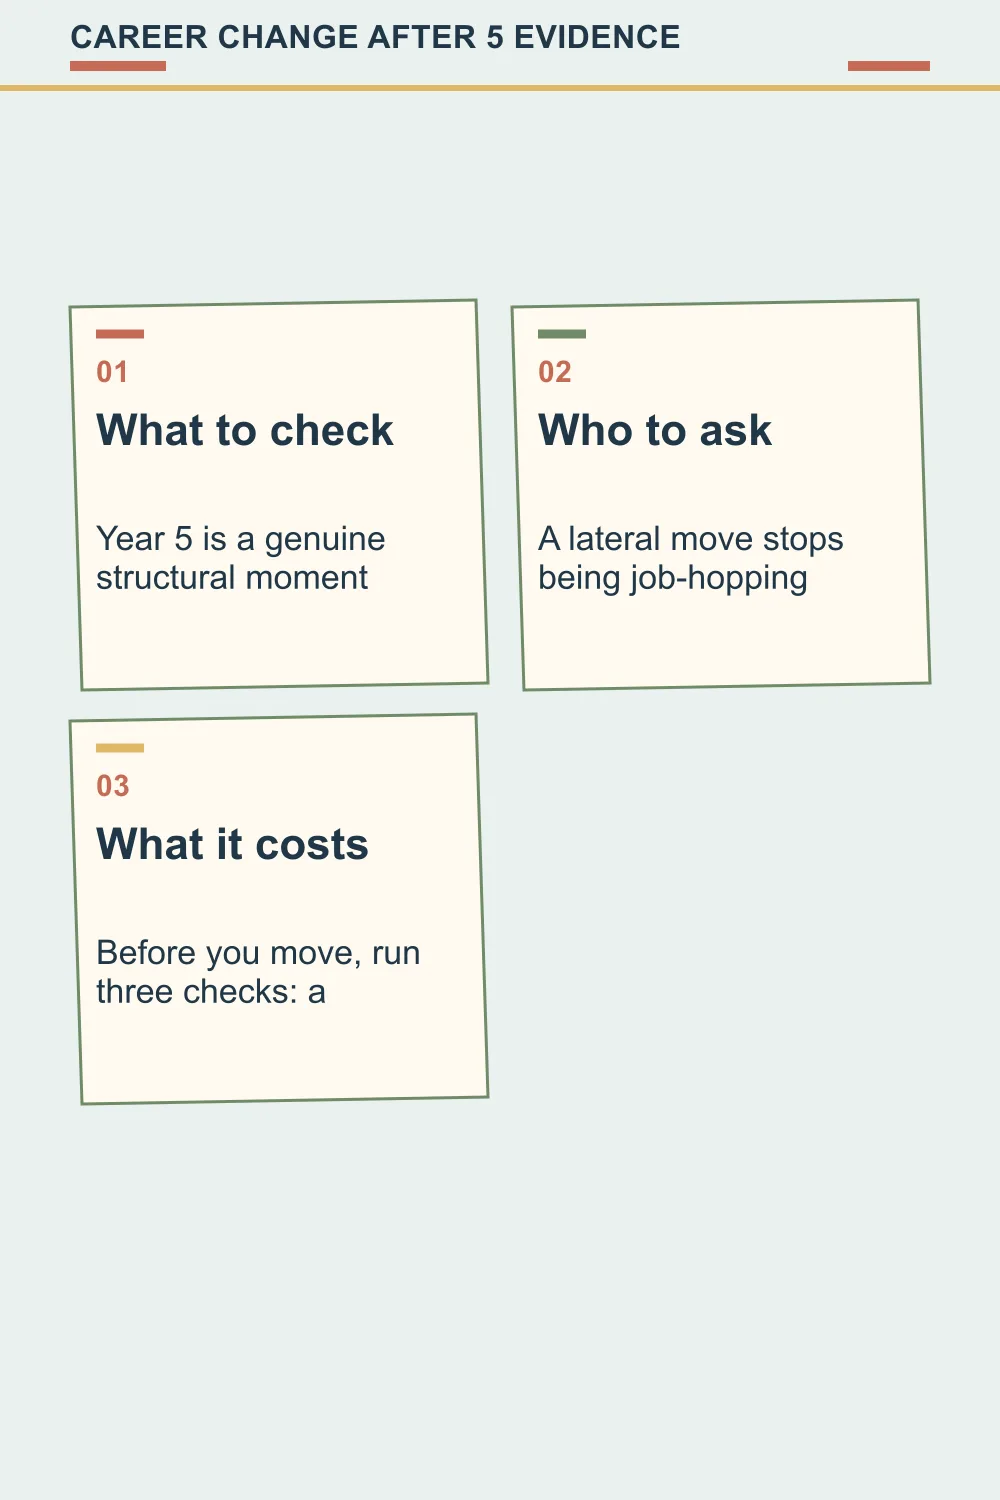 CAREER CHANGE AFTER 5 EVIDENCE
01
What to check
Year 5 is a genuine
structural moment
02
Who to ask
A lateral move stops
being job-hopping
03
What it costs
Before you move, run
three checks: a